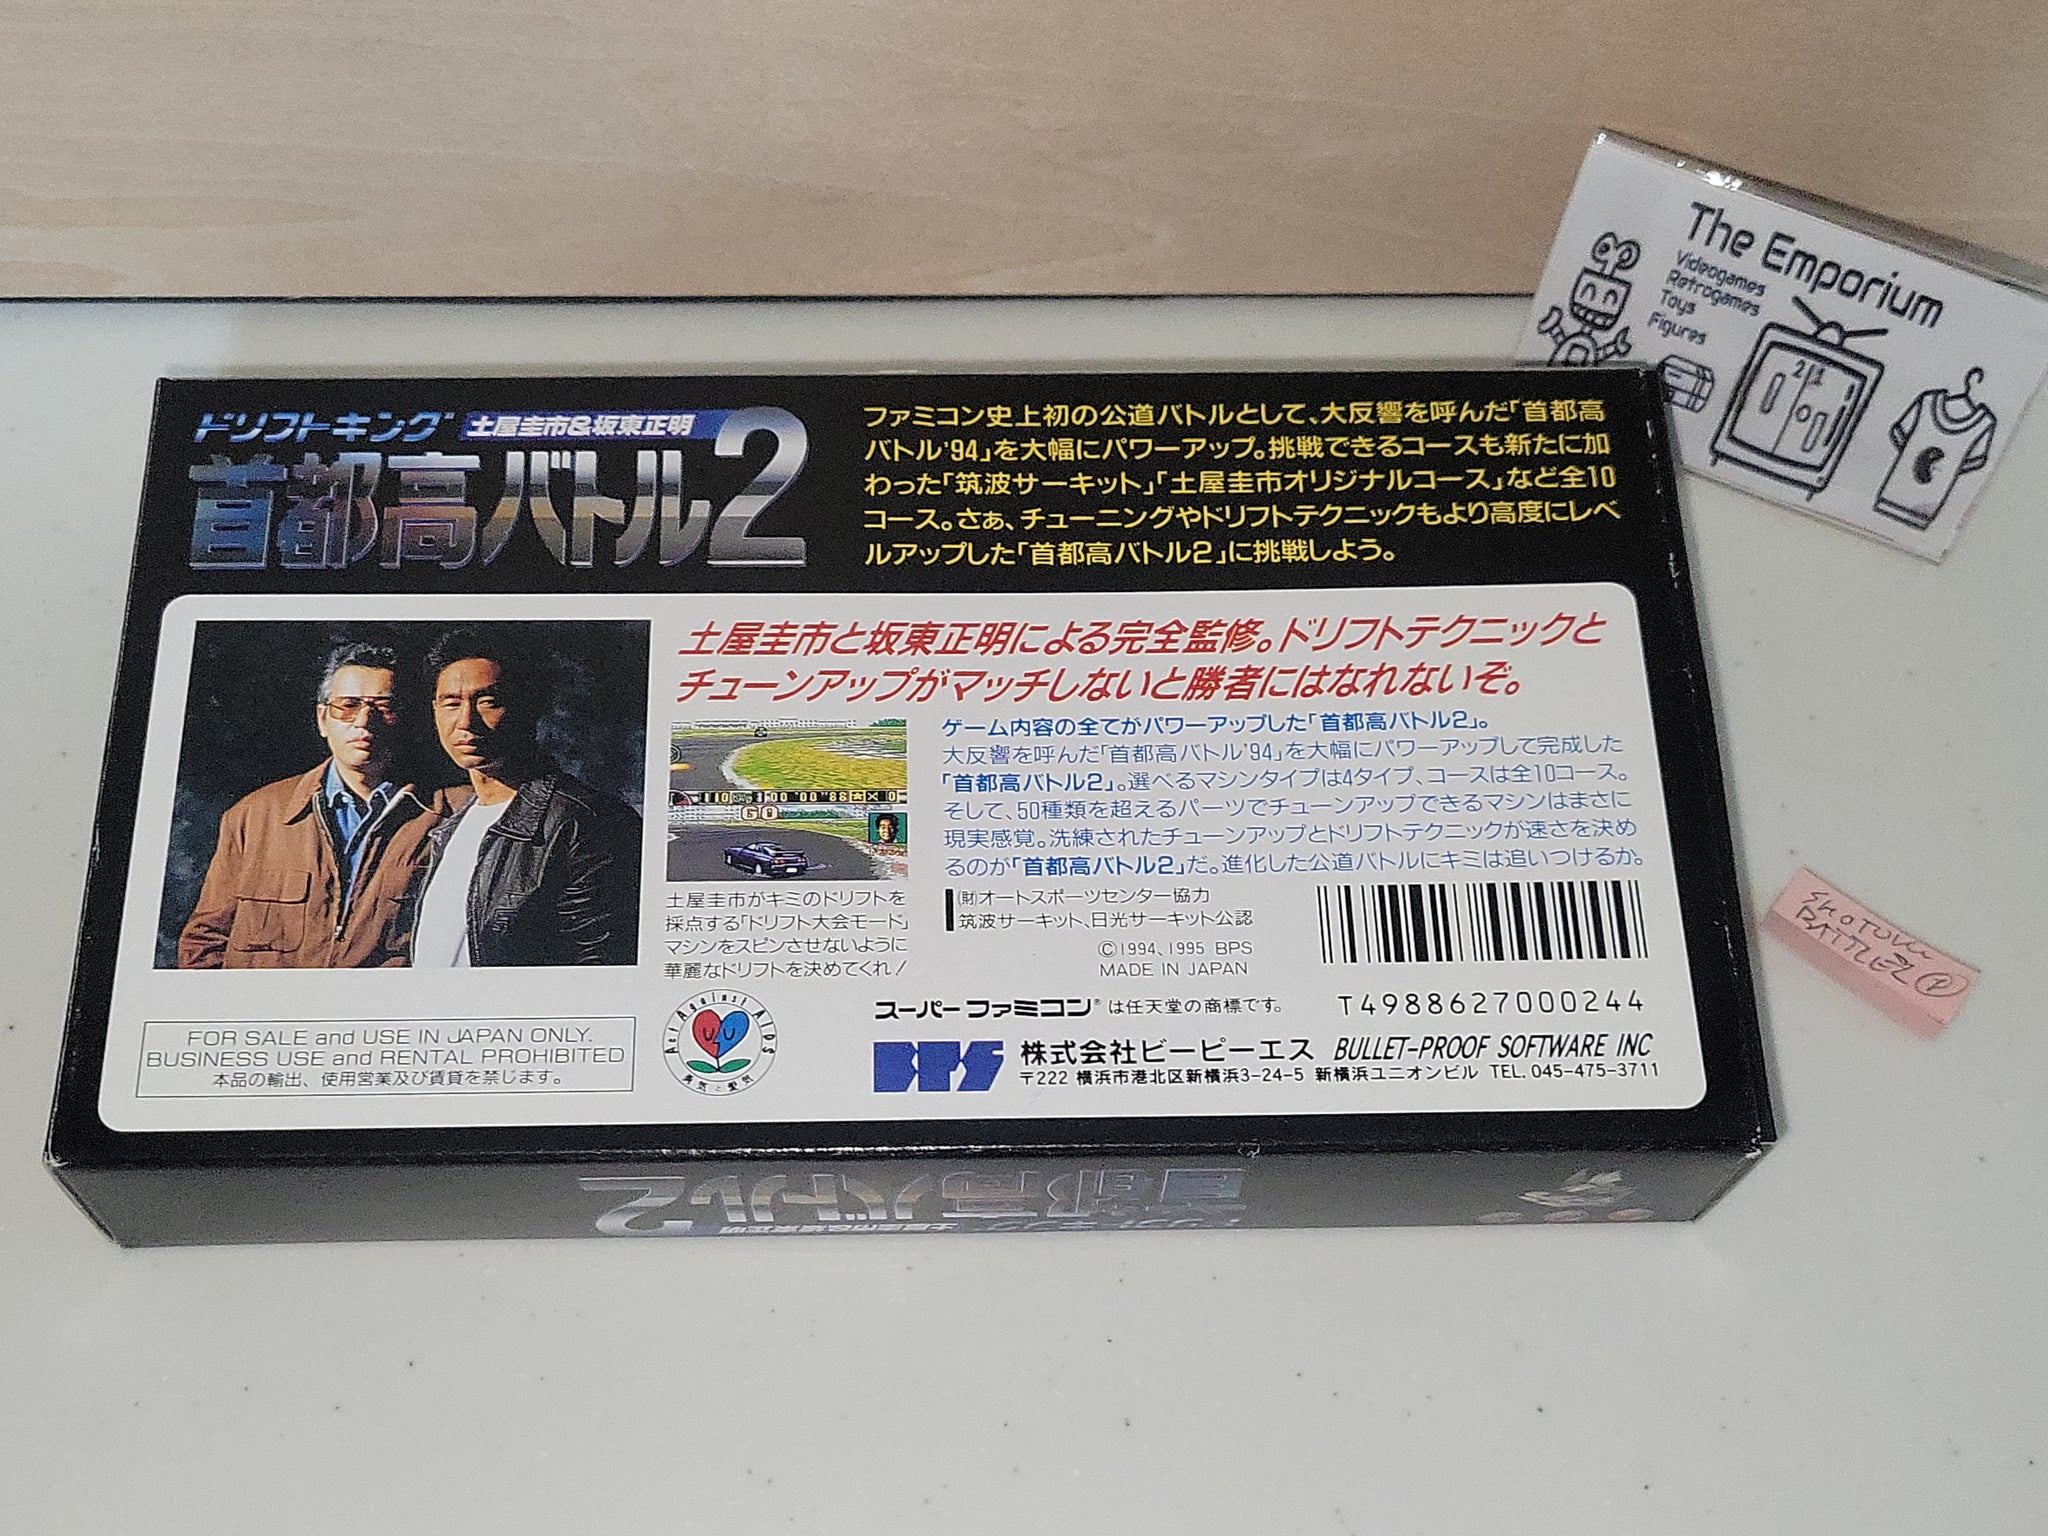 The Emporium
Videogames
Retrogames
Toys
Figures
ドリフトキング 土屋圭市&坂東正明
首都高バトル2
ファミコン史上初の公道バトルとして、大反響を呼んだ「首都高
バトル'94」を大幅にパワーアップ。挑戦できるコースも新たに加
わった「筑波サーキット」「土屋圭市オリジナルコース」など全10
コース。さぁ、チューニングやドリフトテクニックもより高度にレベ
ルアップした「首都高バトル2」に挑戦しよう。
土屋圭市と坂東正明による完全監修。ドリフトテクニックと
チューンアップがマッチしないと勝者にはなれないぞ。
ゲーム内容の全てがパワーアップした「首都高バトル2」。
大反響を呼んだ「首都高バトル'94」を大幅にパワーアップして完成した
「首都高バトル2」。選べるマシンタイプは4タイプ、コースは全10コース。
そして、50種類を超えるパーツでチューンアップできるマシンはまさに
現実感覚。洗練されたチューンアップとドリフトテクニックが速さを決め
るのが「首都高バトル2」だ。進化した公道バトルにキミは追いつけるか。
GO
土屋圭市がキミのドリフトを
採点する「ドリフト大会モード」
マシンをスピンさせないように
華麗なドリフトを決めてくれ!
(財)オートスポーツセンター協力
筑波サーキット、日光サーキット公認
©1994, 1995 BPS
MADE IN JAPAN
T4988627000244
FOR SALE and USE IN JAPAN ONLY.
BUSINESS USE and RENTAL PROHIBITED
本品の輸出、使用営業及び賃貸を禁じます。
Act Against AIDS
勇気と愛気
スーパーファミコン®は任天堂の商標です。
BPS 株式会社ビーピーエス BULLET-PROOF SOFTWARE INC
〒222 横浜市港北区新横浜3-24-5 新横浜ユニオンビル TEL. 045-475-3711
SHOTOKU
BATTLE2 P
ドリフトキング 土屋圭市&坂東正明
首都高バトル2